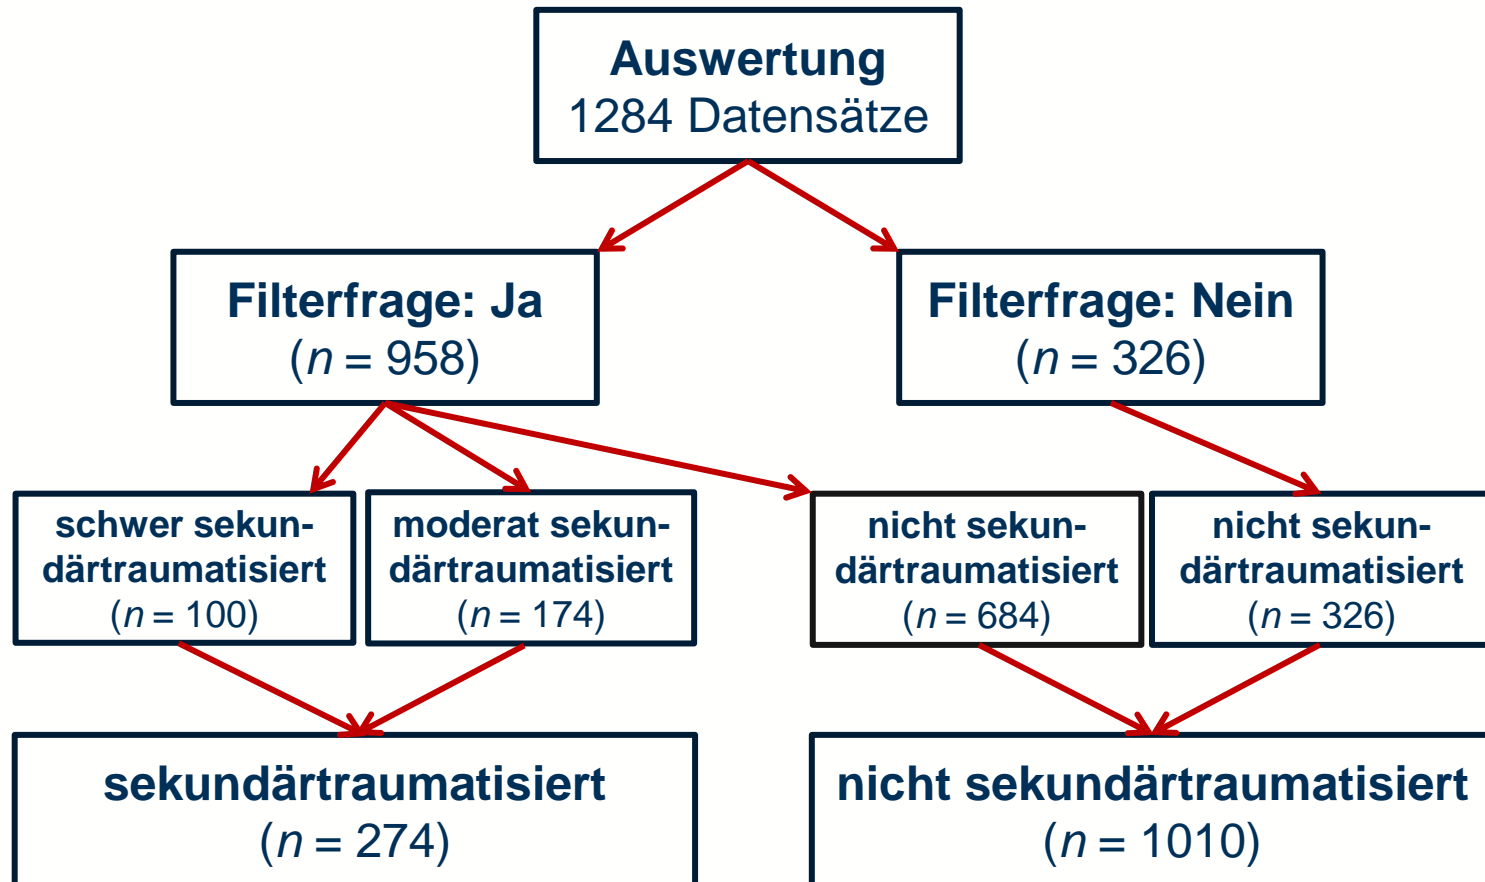 Auswertung
1284 Datensätze
Filterfrage: Ja
(n = 958)
Filterfrage: Nein
(n = 326)
schwer sekun-
därtraumatisiert
(n = 100)
moderat sekun-
därtraumatisiert
(n = 174)
nicht sekun-
därtraumatisiert
(n = 684)
nicht sekun-
därtraumatisiert
(n = 326)
sekundärtraumatisiert
(n = 274)
nicht sekundärtraumatisiert
(n = 1010)